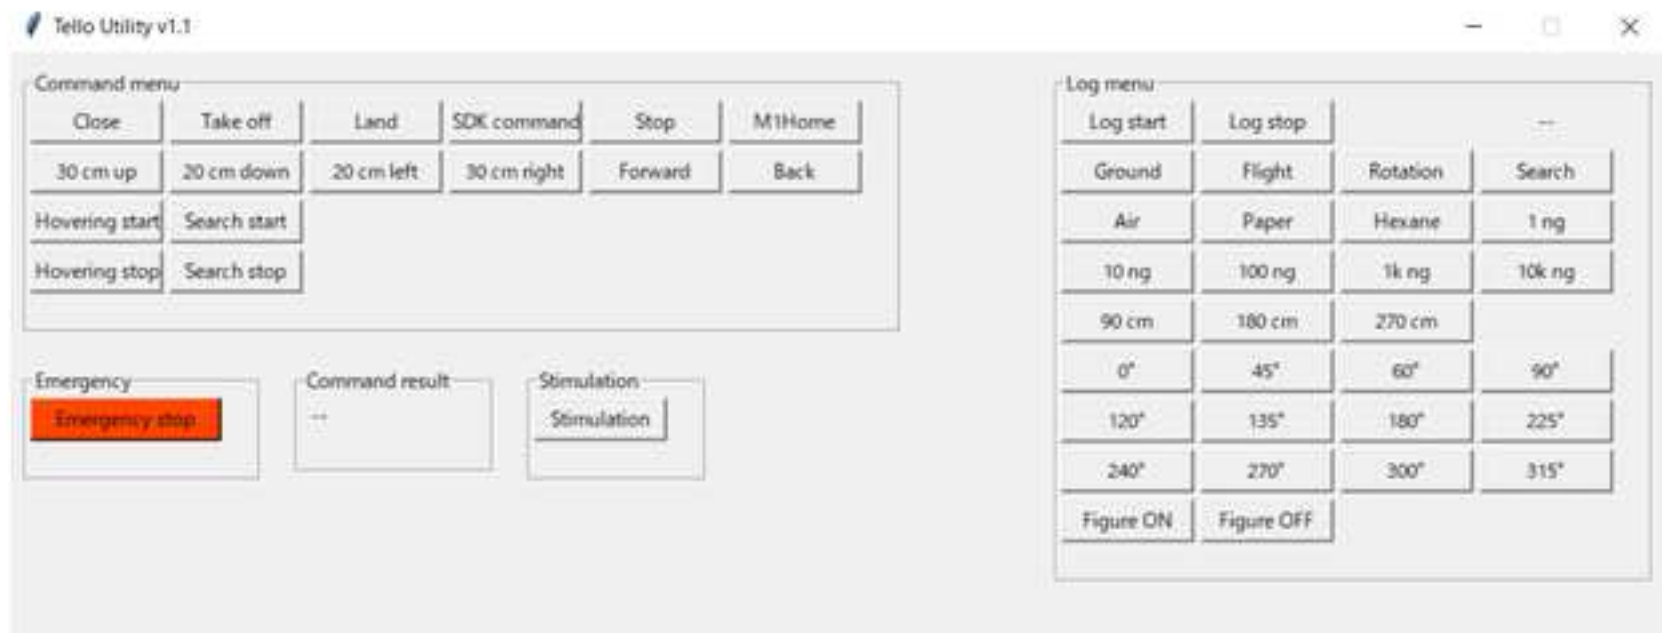 Tello Utility v1.1
Command menu
Close Take off Land SDK command Stop M1Home
30 cm up 20 cm down 20 cm left 30 cm right Forward Back
Hovering start Search start
Hovering stop Search stop
Emergency
Emergency stop
Command result
--
Stimulation
Stimulation
Log menu
Log start Log stop --
Ground Flight Rotation Search
Air Paper Hexane 1 ng
10 ng 100 ng 1k ng 10k ng
90 cm 180 cm 270 cm
0° 45° 60° 90°
120° 135° 180° 225°
240° 270° 300° 315°
Figure ON Figure OFF